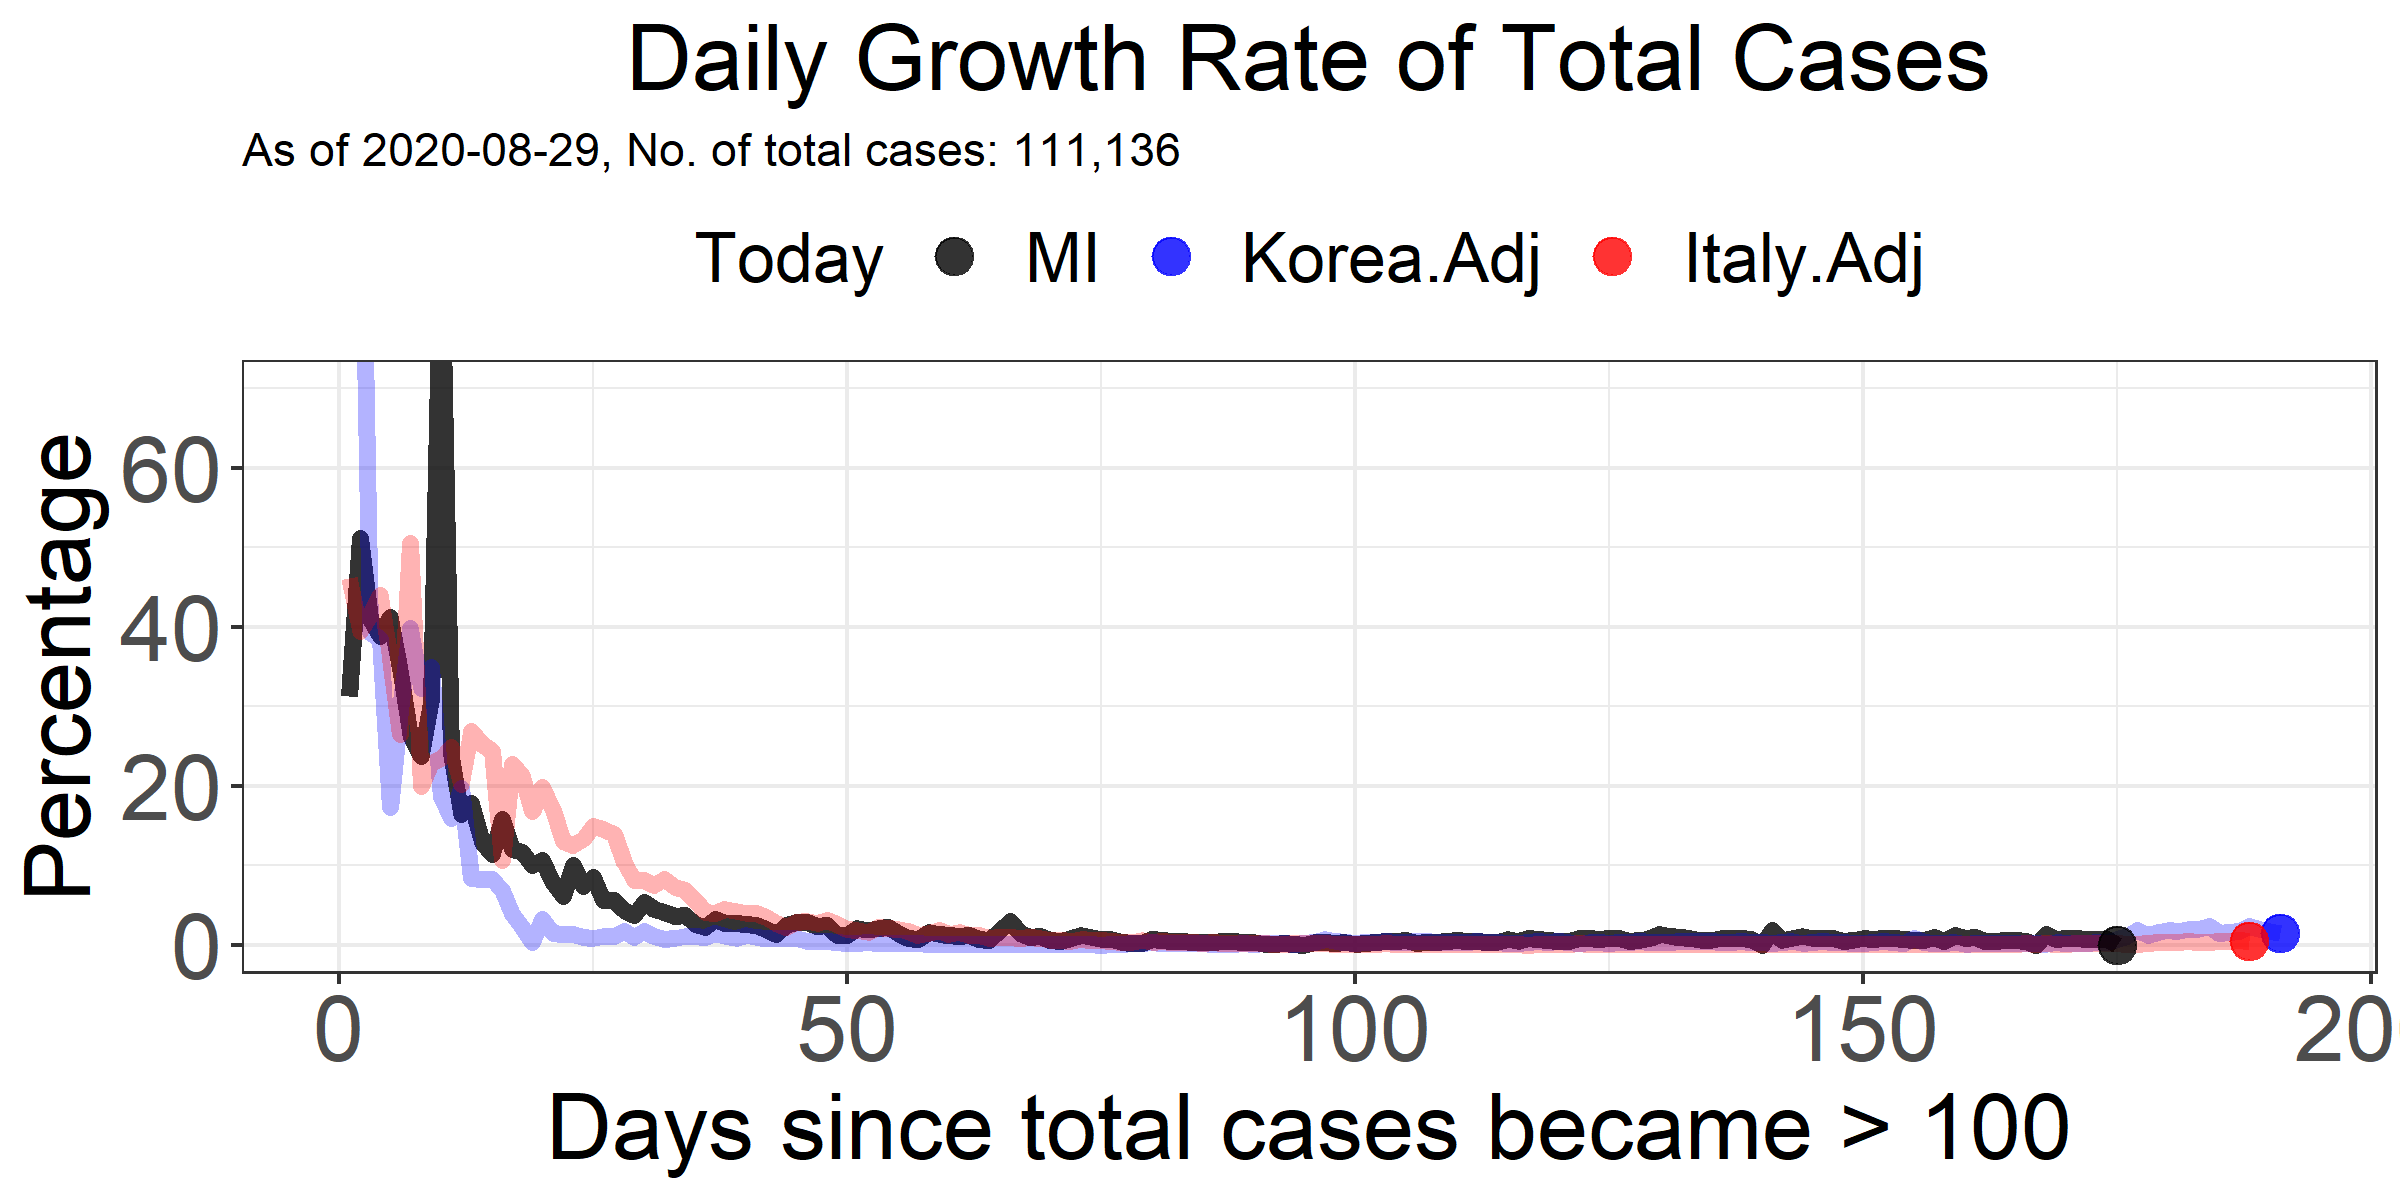 Daily Growth Rate of Total Cases
As of 2020-08-29, No. of total cases: 111,136
Today MI Korea.Adj Italy.Adj
Percentage
60
40
20
0
0 50 100 150 20
Days since total cases became > 100